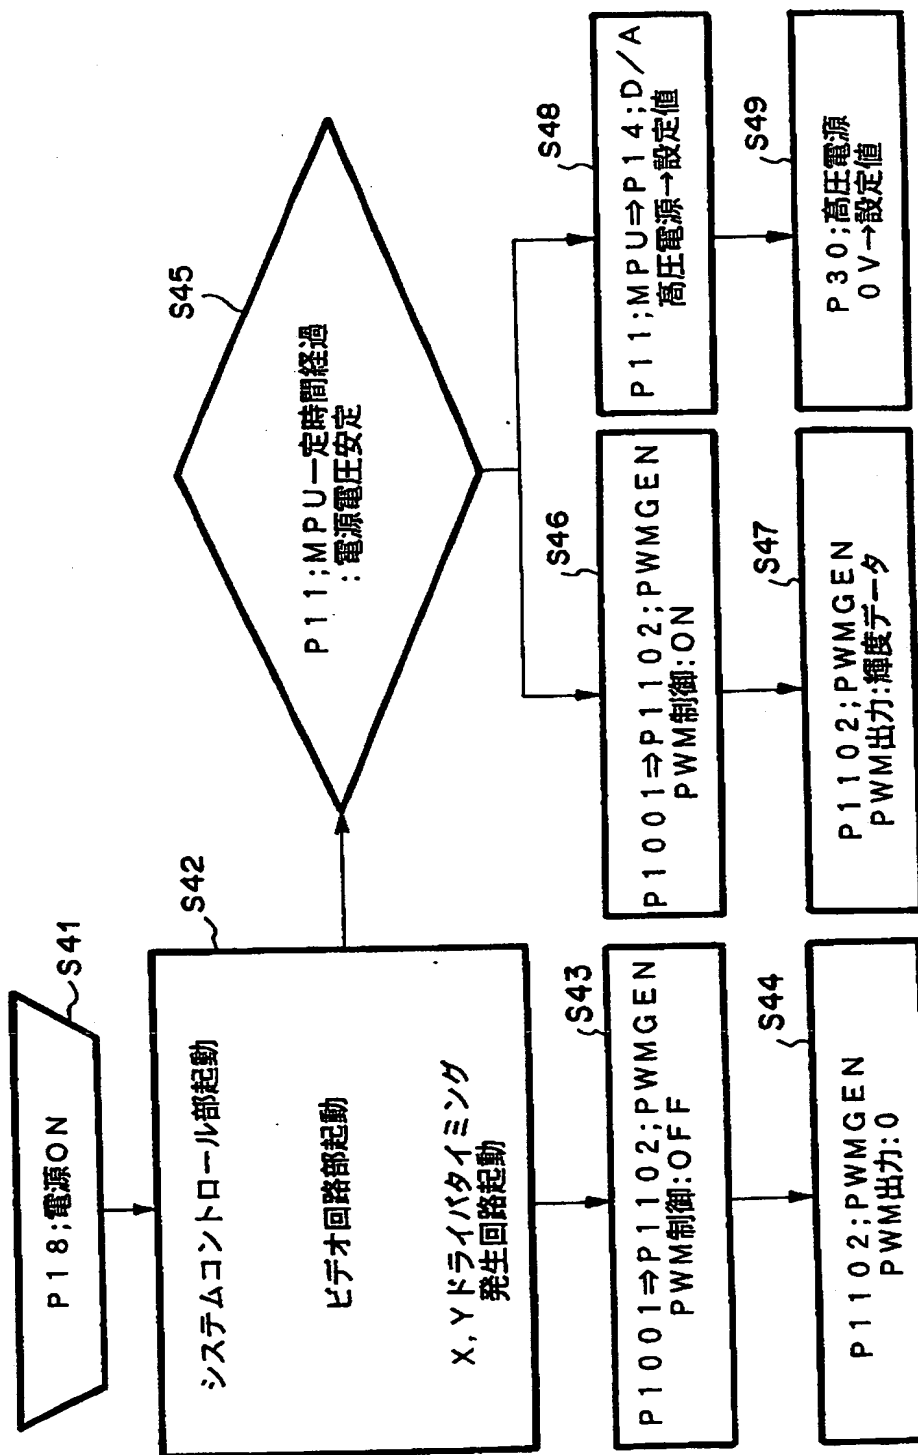 P18;電源ON
S41
システムコントロール部起動
ビデオ回路部起動
X,Yドライバタイミング
発生回路起動
S42
P1001⇒P1102;PWMGEN
PWM制御:OFF
S43
P1102;PWMGEN
PWM出力:0
S44
P11;MPU一定時間経過
:電源電圧安定
S45
P1001⇒P1102;PWMGEN
PWM制御:ON
S46
P1102;PWMGEN
PWM出力:輝度データ
S47
P11;MPU⇒P14;D/A
高圧電源→設定値
S48
P30;高圧電源
0V→設定値
S49